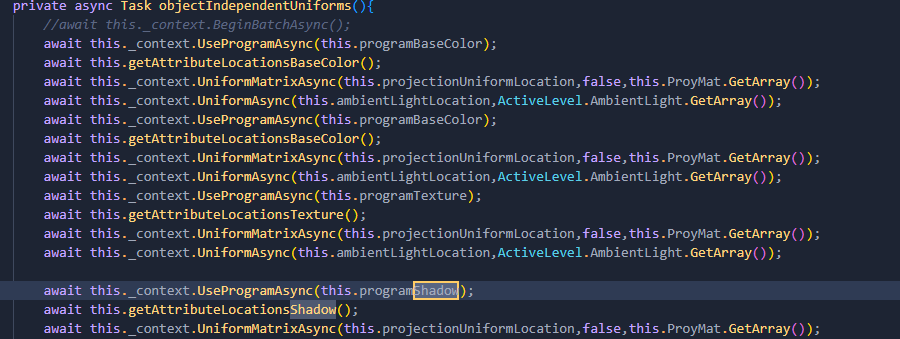 private async Task objectIndependentUniforms(){
//await this._context.BeginBatchAsync();
await this._context.UseProgramAsync(this.programBaseColor);
await this.getAttributeLocationsBaseColor();
await this._context.UniformMatrixAsync(this.projectionUniformLocation,false,this.ProyMat.GetArray());
await this._context.UniformAsync(this.ambientLightLocation,ActiveLevel.AmbientLight.GetArray());
await this._context.UseProgramAsync(this.programBaseColor);
await this.getAttributeLocationsBaseColor();
await this._context.UniformMatrixAsync(this.projectionUniformLocation,false,this.ProyMat.GetArray());
await this._context.UniformAsync(this.ambientLightLocation,ActiveLevel.AmbientLight.GetArray());
await this._context.UseProgramAsync(this.programTexture);
await this.getAttributeLocationsTexture();
await this._context.UniformMatrixAsync(this.projectionUniformLocation,false,this.ProyMat.GetArray());
await this._context.UniformAsync(this.ambientLightLocation,ActiveLevel.AmbientLight.GetArray());
await this._context.UseProgramAsync(this.programShadow);
await this.getAttributeLocationsShadow();
await this._context.UniformMatrixAsync(this.projectionUniformLocation,false,this.ProyMat.GetArray());